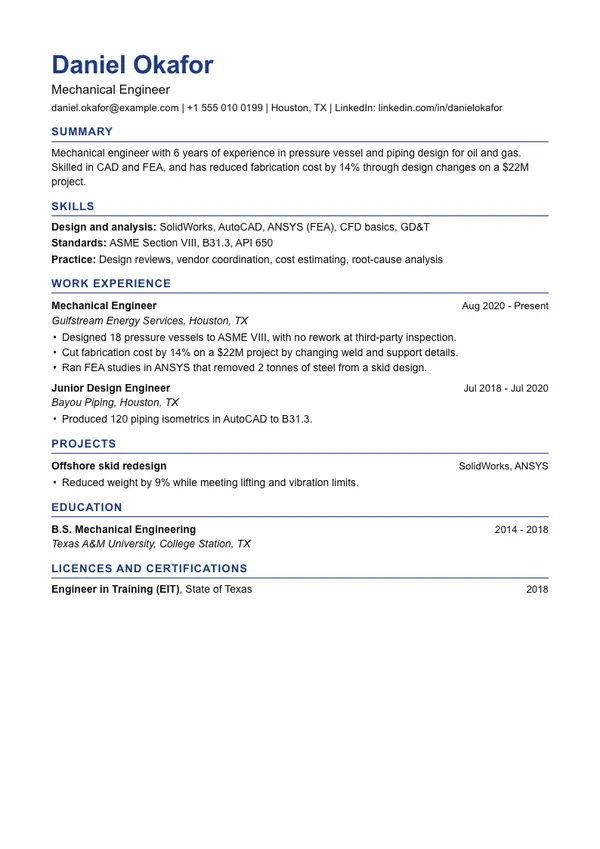 Daniel Okafor
Mechanical Engineer
daniel.okafor@example.com | +1 555 010 0199 | Houston, TX | LinkedIn: linkedin.com/in/danielokafor
SUMMARY
Mechanical engineer with 6 years of experience in pressure vessel and piping design for oil and gas.
Skilled in CAD and FEA, and has reduced fabrication cost by 14% through design changes on a $22M
project.
SKILLS
Design and analysis: SolidWorks, AutoCAD, ANSYS (FEA), CFD basics, GD&T
Standards: ASME Section VIII, B31.3, API 650
Practice: Design reviews, vendor coordination, cost estimating, root-cause analysis
WORK EXPERIENCE
Mechanical Engineer Aug 2020 - Present
Gulfstream Energy Services, Houston, TX
• Designed 18 pressure vessels to ASME VIII, with no rework at third-party inspection.
• Cut fabrication cost by 14% on a $22M project by changing weld and support details.
• Ran FEA studies in ANSYS that removed 2 tonnes of steel from a skid design.
Junior Design Engineer Jul 2018 - Jul 2020
Bayou Piping, Houston, TX
• Produced 120 piping isometrics in AutoCAD to B31.3.
PROJECTS
Offshore skid redesign SolidWorks, ANSYS
• Reduced weight by 9% while meeting lifting and vibration limits.
EDUCATION
B.S. Mechanical Engineering 2014 - 2018
Texas A&M University, College Station, TX
LICENCES AND CERTIFICATIONS
Engineer in Training (EIT), State of Texas 2018